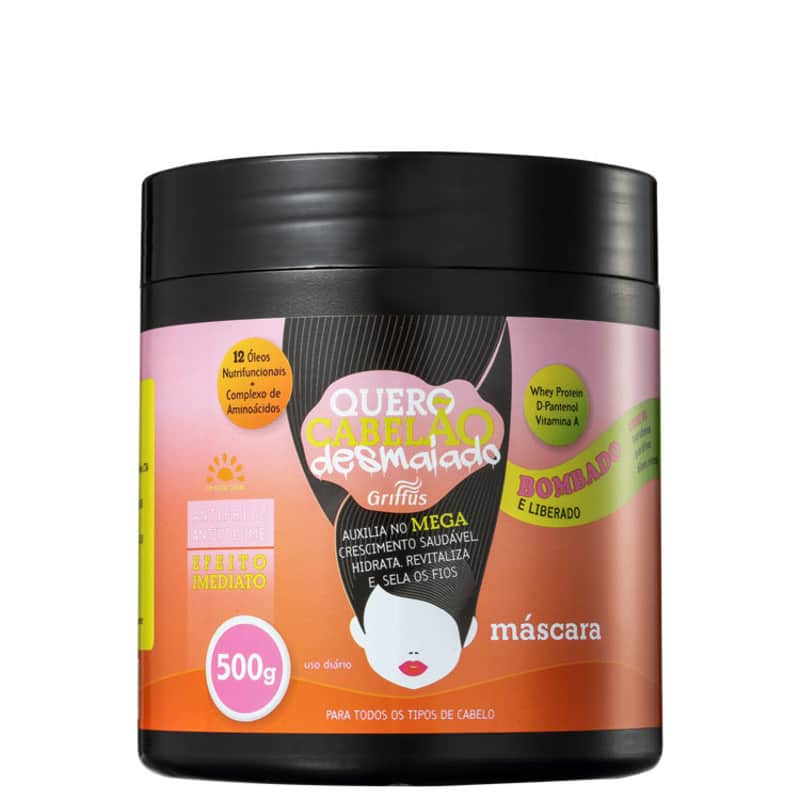 12 Óleos
Nutrifuncionais
+
Complexo de
Aminoácidos
QUERO
CABELÃO
desmaiado
Griffus
AUXILIA NO MEGA
CRESCIMENTO SAUDÁVEL,
HIDRATA, REVITALIZA
E SELA OS FIOS
Whey Protein
D-Pantenol
Vitamina A
BOMBADO
E LIBERADO
EFEITO
IMEDIATO
500g
uso diário
máscara
PARA TODOS OS TIPOS DE CABELO